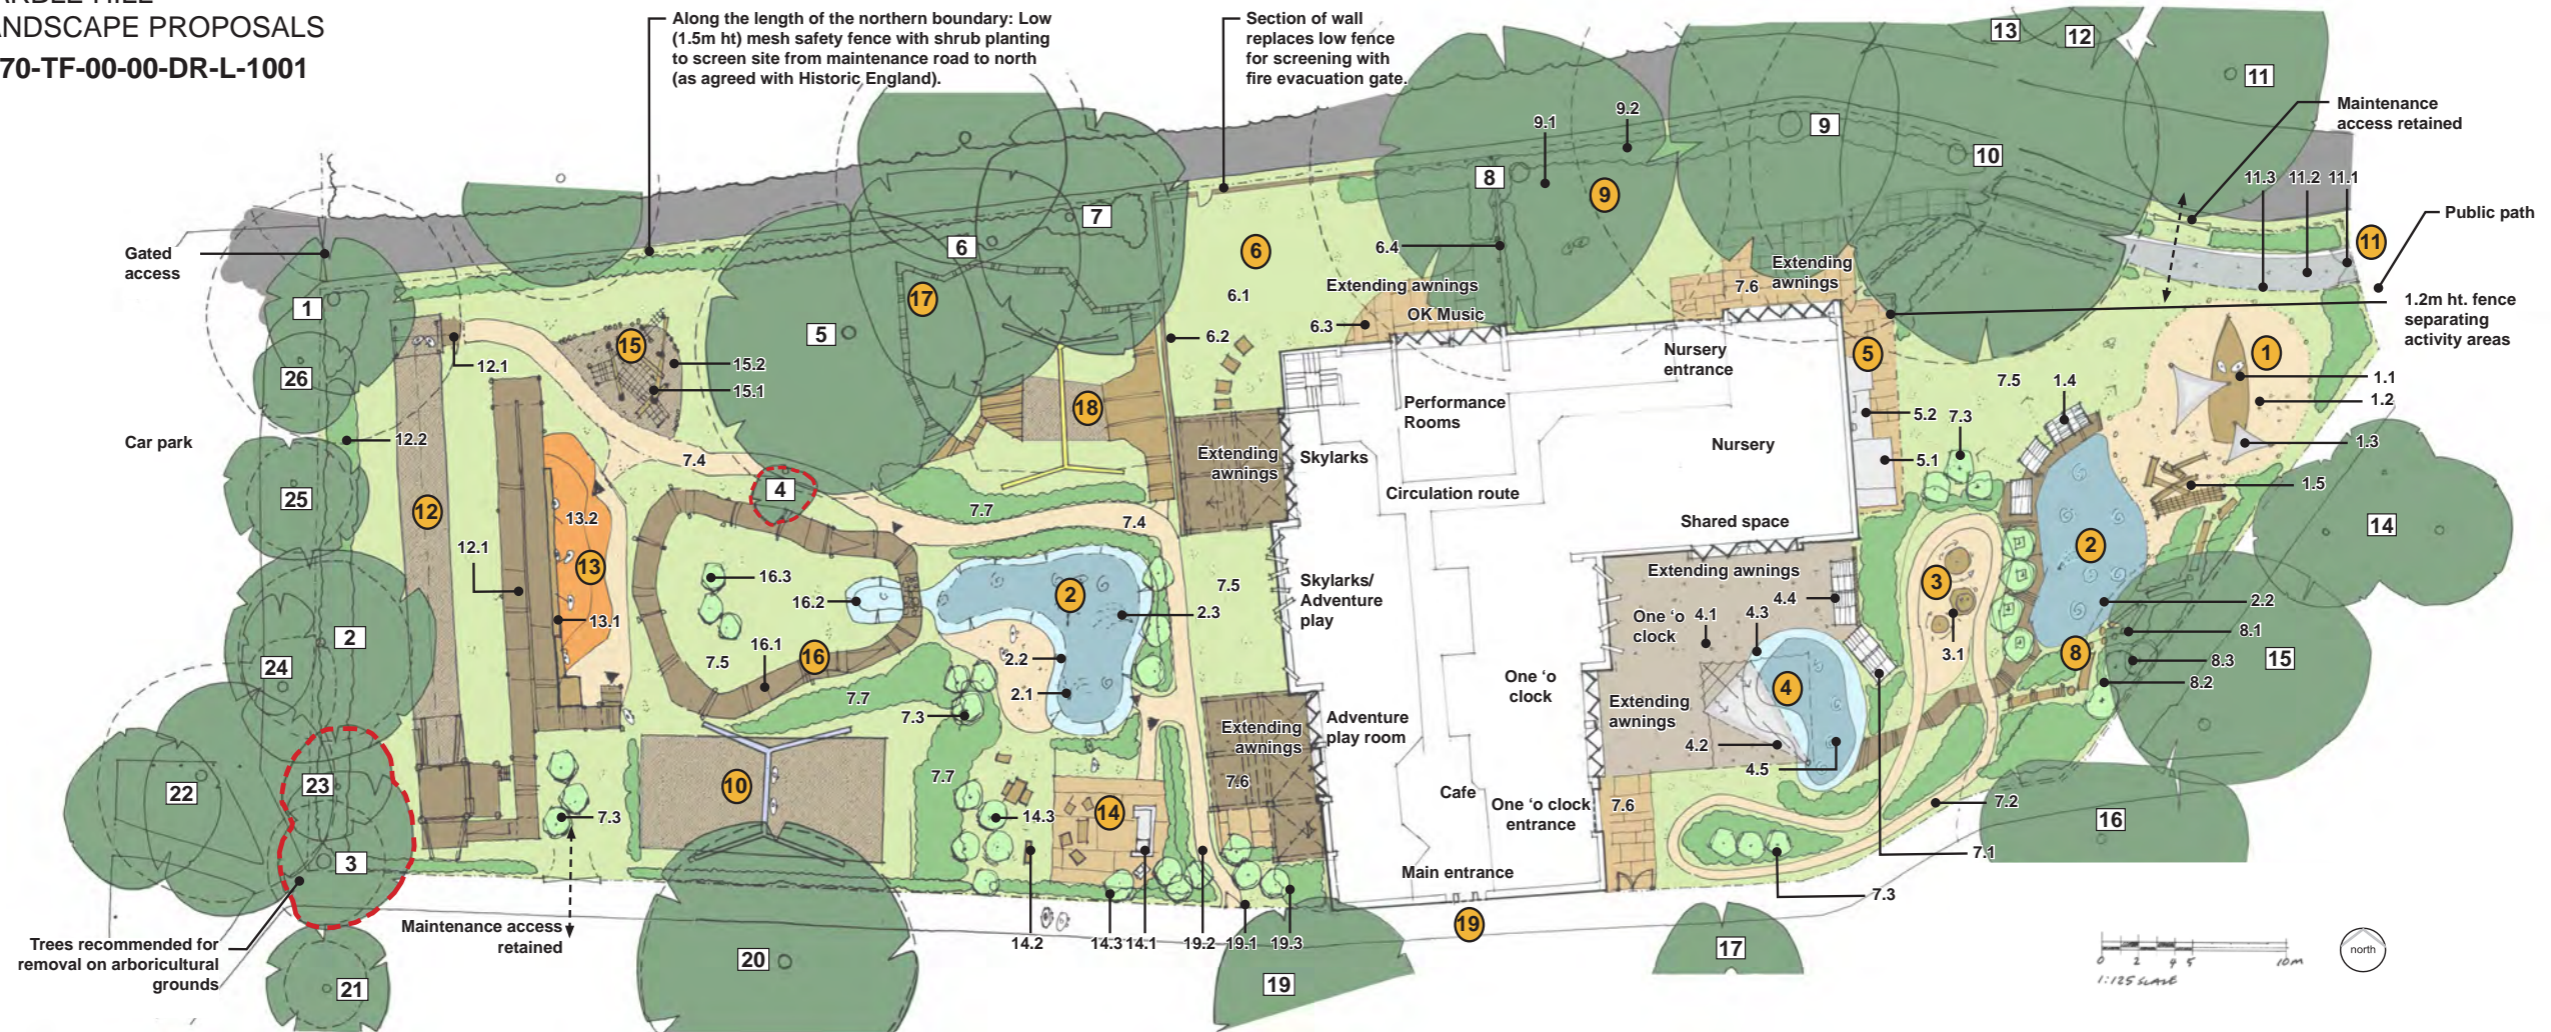 ANDSCAPE PROPOSALS
70-TF-00-00-DR-L-1001
Along the length of the northern boundary: Low
(1.5m ht) mesh safety fence with shrub planting
to screen site from maintenance road to north
(as agreed with Historic England).
Section of wall
replaces low fence
for screening with
fire evacuation gate.
13
12
11
Maintenance
access retained
9.1
9.2
9
10
8
9
11.3
11.2
11.1
Public path
11
Gated
access
7
6
6
6.4
Extending awnings
6.1
OK Music
6.3
6.2
Extending
awnings
7.6
1.2m ht. fence
separating
activity areas
1
17
5
15
12.1
15.2
15.1
26
18
Nursery
entrance
5
7.5
1.4
1
1.1
1.2
1.3
1.5
Car park
12.2
Performance
Rooms
5.2
7.3
5.1
Nursery
Extending
awnings
Skylarks
Circulation route
Shared space
7.4
4
25
12
13.2
7.7
7.4
14
12.1
13
16.3
16.2
2
2.3
7.5
Skylarks/
Adventure
play
Extending awnings
4.4
One ‘o
clock
4.1
4.3
3
2
2.2
8.1
3.1
8
8.3
8.2
15
13.1
2
24
16.1
16
7.5
2.2
2.1
7.7
7.3
One ‘o
clock
4
Extending
awnings
4.2
4.5
Extending
awnings
Adventure
play room
22
23
10
7.7
7.6
Cafe
One ‘o clock
entrance
7.6
7.2
16
7.3
14
14.3
7.1
3
Main entrance
7.3
Trees recommended for
removal on arboricultural
grounds
Maintenance access
retained
14.2
14.3
14.1
19.2
19.1
19.3
19
17
21
20
19
0
2
4
5
10m
1:125 SCALE
north